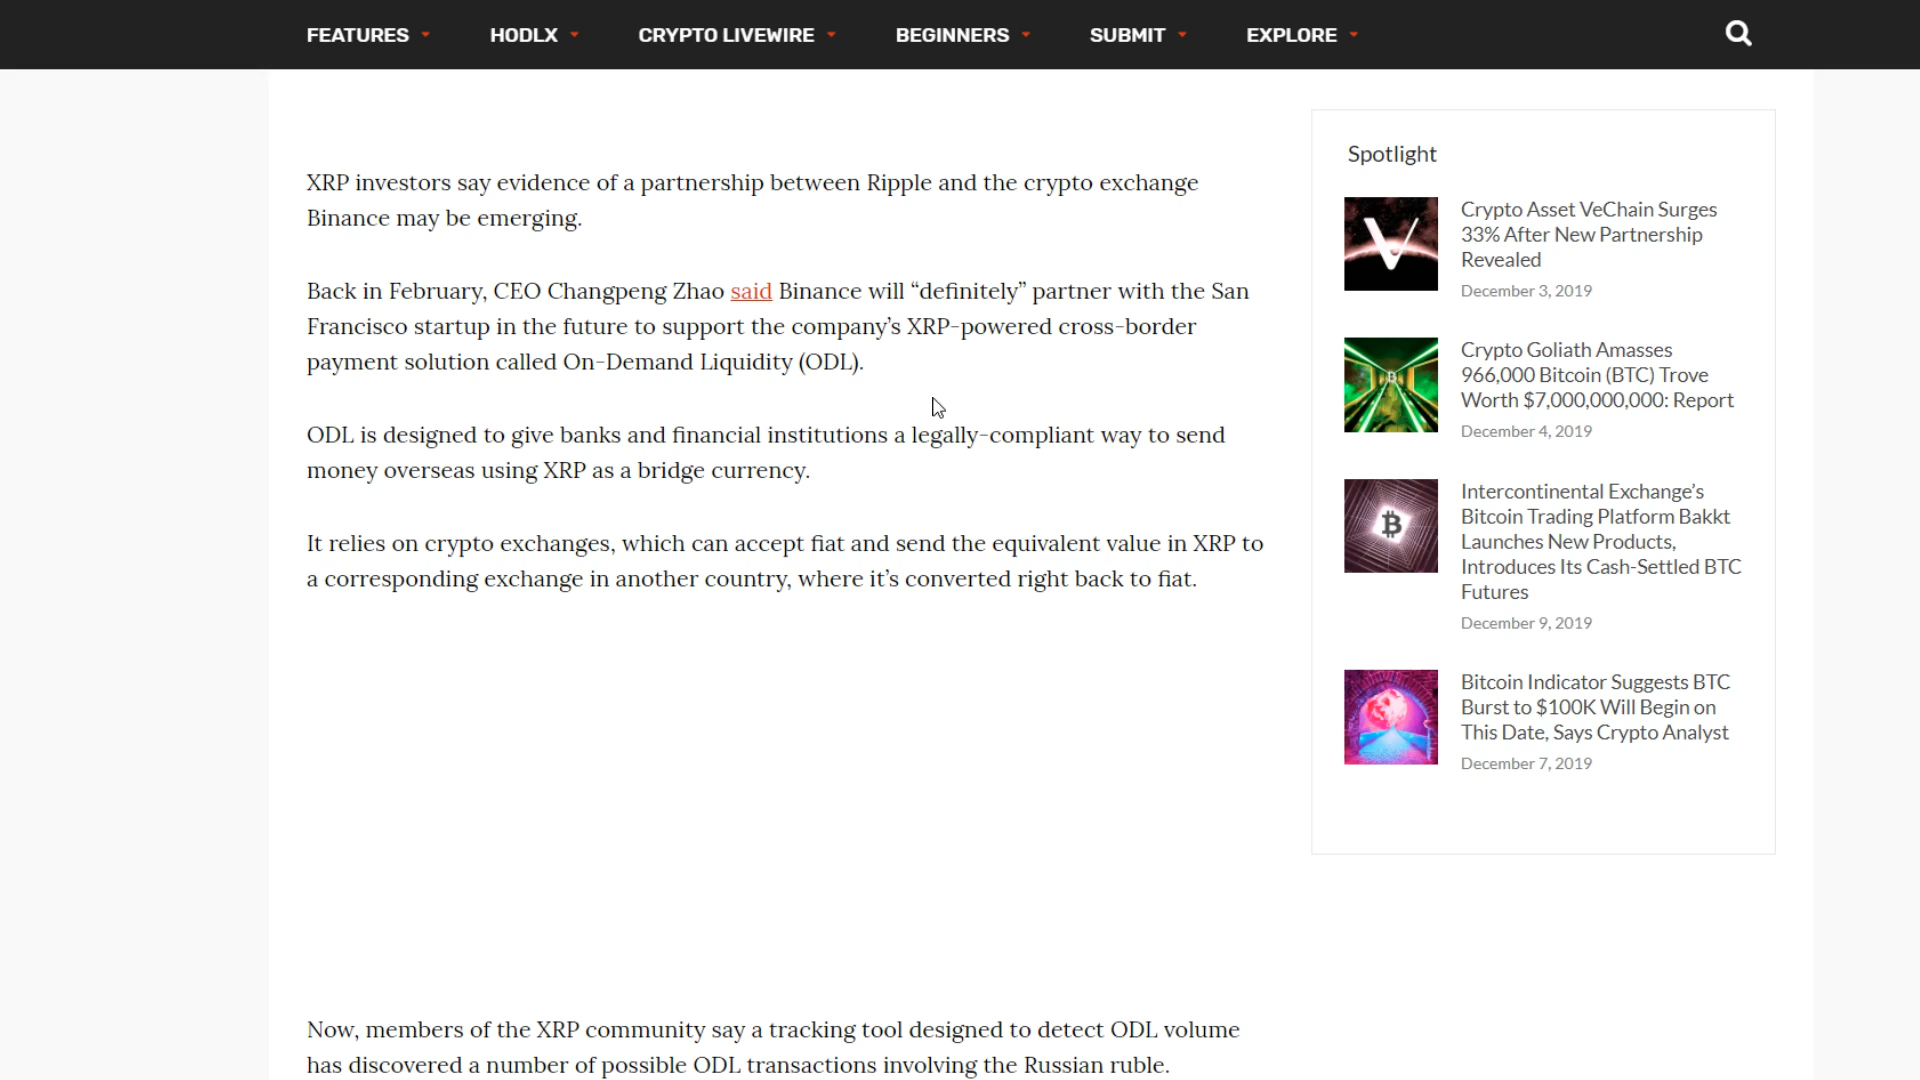 FEATURES HODLX CRYPTO LIVEWIRE BEGINNERS SUBMIT EXPLORE
XRP investors say evidence of a partnership between Ripple and the crypto exchange
Binance may be emerging.
Back in February, CEO Changpeng Zhao said Binance will “definitely” partner with the San
Francisco startup in the future to support the company’s XRP-powered cross-border
payment solution called On-Demand Liquidity (ODL).
ODL is designed to give banks and financial institutions a legally-compliant way to send
money overseas using XRP as a bridge currency.
It relies on crypto exchanges, which can accept fiat and send the equivalent value in XRP to
a corresponding exchange in another country, where it’s converted right back to fiat.
Now, members of the XRP community say a tracking tool designed to detect ODL volume
has discovered a number of possible ODL transactions involving the Russian ruble.
Spotlight
Crypto Asset VeChain Surges
33% After New Partnership
Revealed
December 3, 2019
Crypto Goliath Amasses
966,000 Bitcoin (BTC) Trove
Worth $7,000,000,000: Report
December 4, 2019
Intercontinental Exchange’s
Bitcoin Trading Platform Bakkt
Launches New Products,
Introduces Its Cash-Settled BTC
Futures
December 9, 2019
Bitcoin Indicator Suggests BTC
Burst to $100K Will Begin on
This Date, Says Crypto Analyst
December 7, 2019